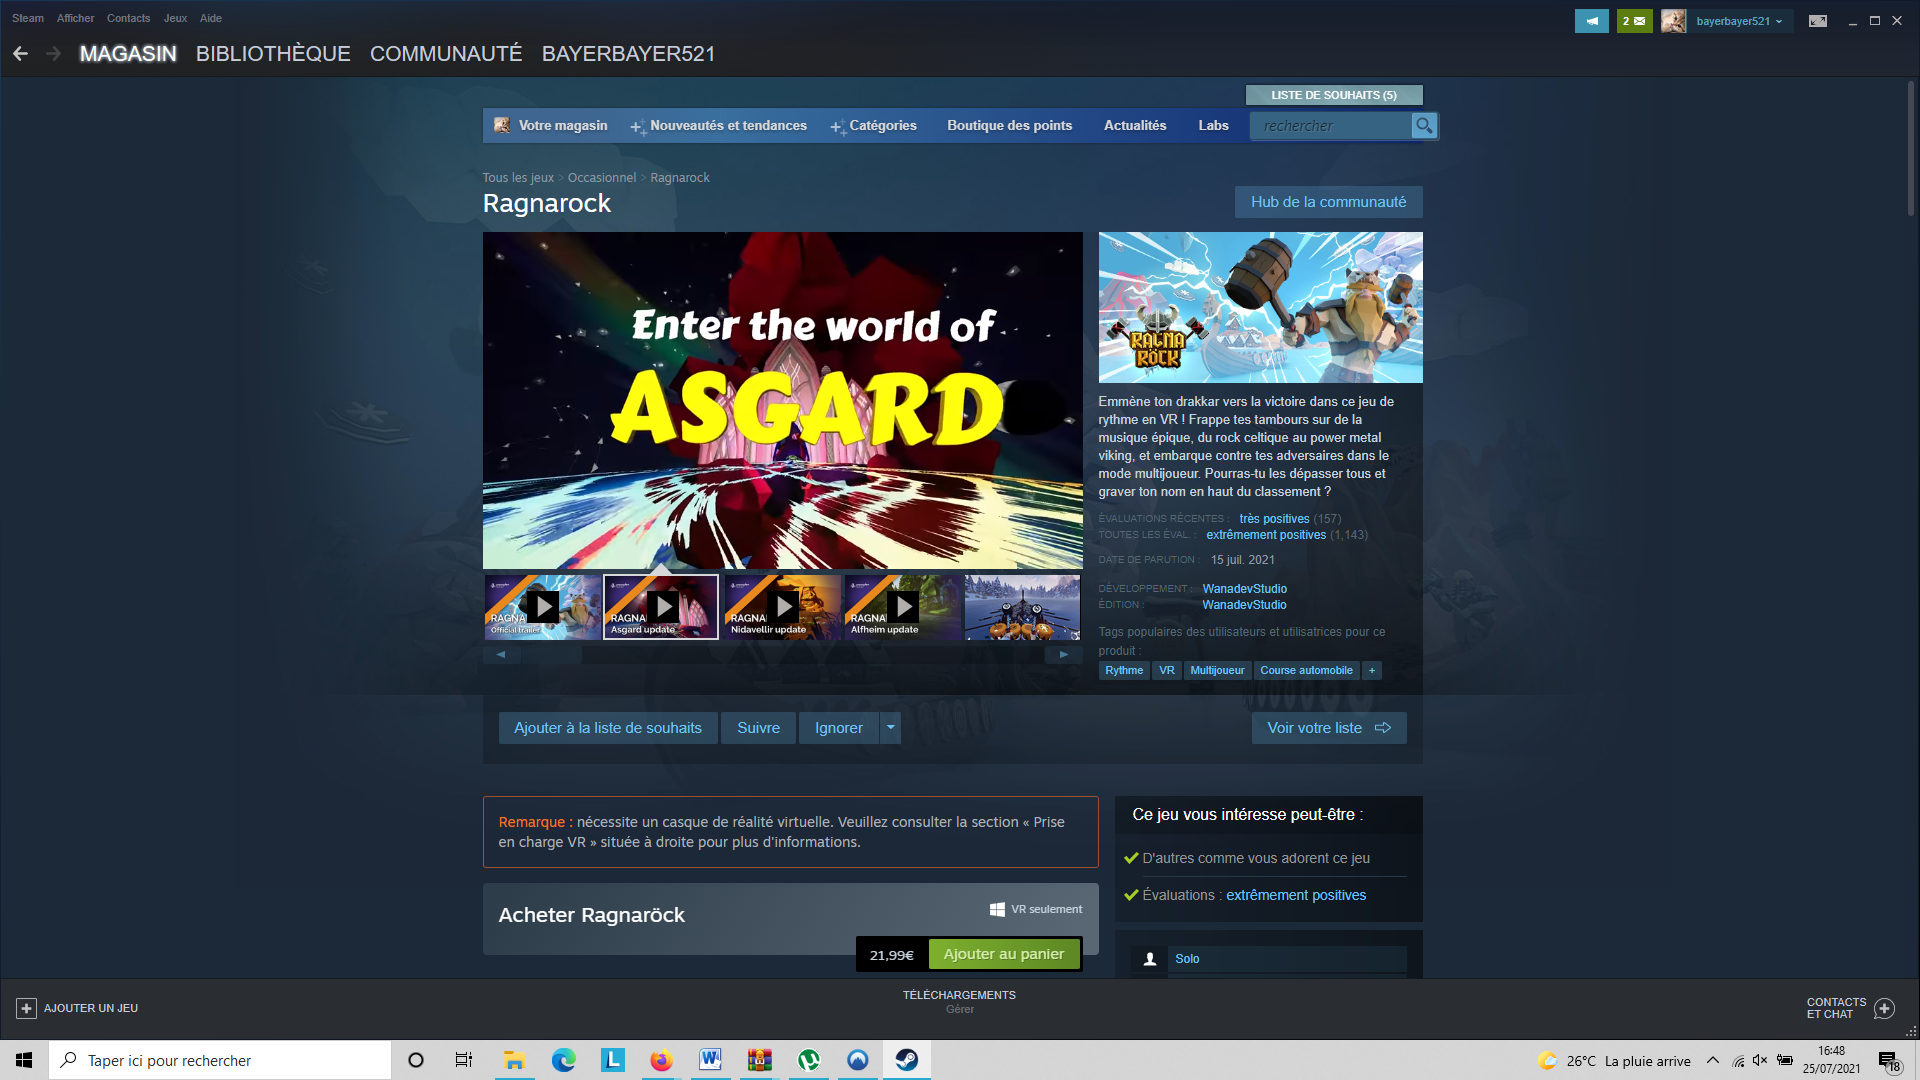 Steam Afficher Contacts Jeux Aide
2 bayerbayer521
MAGASIN BIBLIOTHÈQUE COMMUNAUTÉ BAYERBAYER521
LISTE DE SOUHAITS (5)
Votre magasin Nouveautés et tendances Catégories Boutique des points Actualités Labs rechercher
Tous les jeux > Occasionnel > Ragnarock
Ragnarock
Hub de la communauté
Enter the world of
ASGARD
RAGNA
RÖCK
Emmène ton drakkar vers la victoire dans ce jeu de
rythme en VR ! Frappe tes tambours sur de la
musique épique, du rock celtique au power metal
viking, et embarque contre tes adversaires dans le
mode multijoueur. Pourras-tu les dépasser tous et
graver ton nom en haut du classement ?
ÉVALUATIONS RÉCENTES : très positives (157)
TOUTES LES ÉVAL. : extrêmement positives (1,143)
DATE DE PARUTION : 15 juil. 2021
DÉVELOPPEMENT : WanadevStudio
ÉDITION : WanadevStudio
Tags populaires des utilisateurs et utilisatrices pour ce
produit :
Rythme VR Multijoueur Course automobile +
RAGNA RAGNA RAGNA RAGNA
Official trailer Asgard update Nidavellir update Alfheim update
Ajouter à la liste de souhaits Suivre Ignorer Voir votre liste
Remarque : nécessite un casque de réalité virtuelle. Veuillez consulter la section « Prise
en charge VR » située à droite pour plus d'informations.
Ce jeu vous intéresse peut-être :
D'autres comme vous adorent ce jeu
Évaluations : extrêmement positives
Acheter Ragnaröck
VR seulement
21,99€ Ajouter au panier
Solo
AJOUTER UN JEU
TÉLÉCHARGEMENTS
Gérer
CONTACTS
ET CHAT
Taper ici pour rechercher
26°C La pluie arrive
16:48
25/07/2021
18